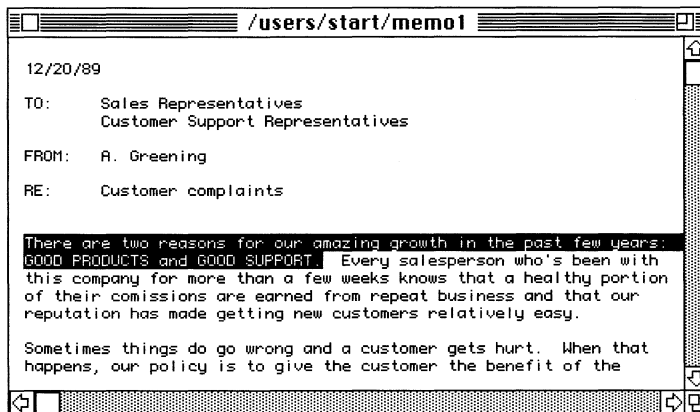 /users/start/memo1
12/20/89
TO: Sales Representatives
Customer Support Representatives
FROM: A. Greening
RE: Customer complaints
There are two reasons for our amazing growth in the past few years:
GOOD PRODUCTS and GOOD SUPPORT. Every salesperson who's been with
this company for more than a few weeks knows that a healthy portion
of their comissions are earned from repeat business and that our
reputation has made getting new customers relatively easy.
Sometimes things do go wrong and a customer gets hurt. When that
happens, our policy is to give the customer the benefit of the